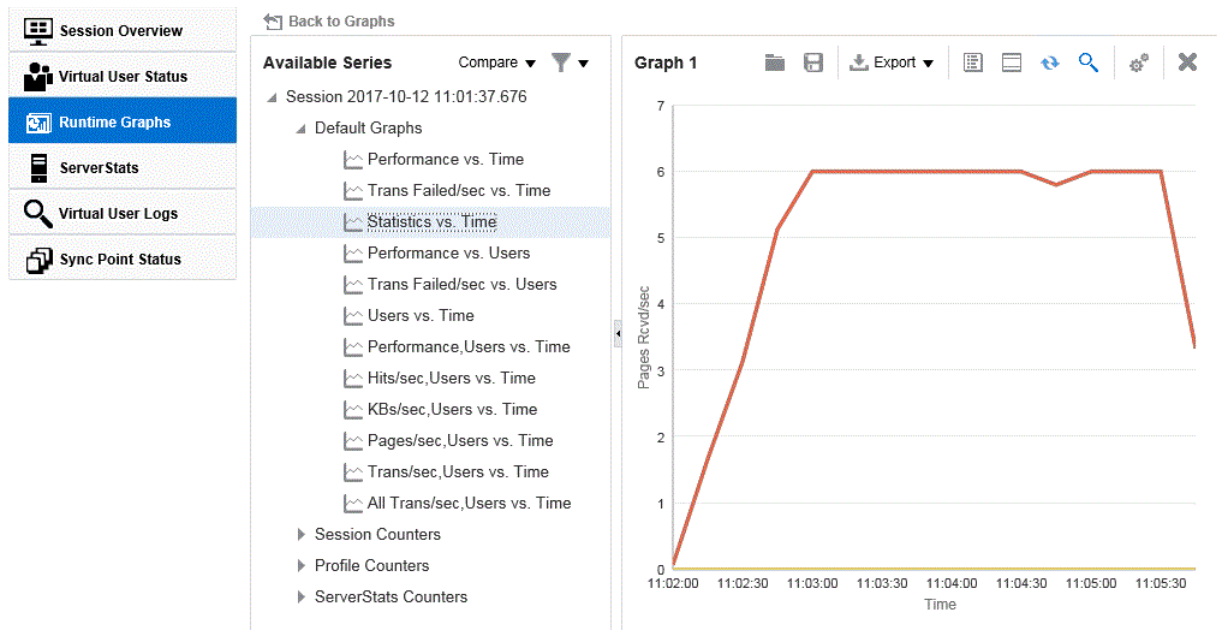 Session Overview
Virtual User Status
Runtime Graphs
ServerStats
Virtual User Logs
Sync Point Status
Back to Graphs
Available Series Compare
Session 2017-10-12 11:01:37.676
Default Graphs
Performance vs. Time
Trans Failed/sec vs. Time
Statistics vs. Time
Performance vs. Users
Trans Failed/sec vs. Users
Users vs. Time
Performance,Users vs. Time
Hits/sec,Users vs. Time
KBs/sec,Users vs. Time
Pages/sec,Users vs. Time
Trans/sec,Users vs. Time
All Trans/sec,Users vs. Time
Session Counters
Profile Counters
ServerStats Counters
Graph 1 Export
7
6
5
4
3
2
1
0
Pages Rcvd/sec
11:02:00 11:02:30 11:03:00 11:03:30 11:04:00 11:04:30 11:05:00 11:05:30
Time